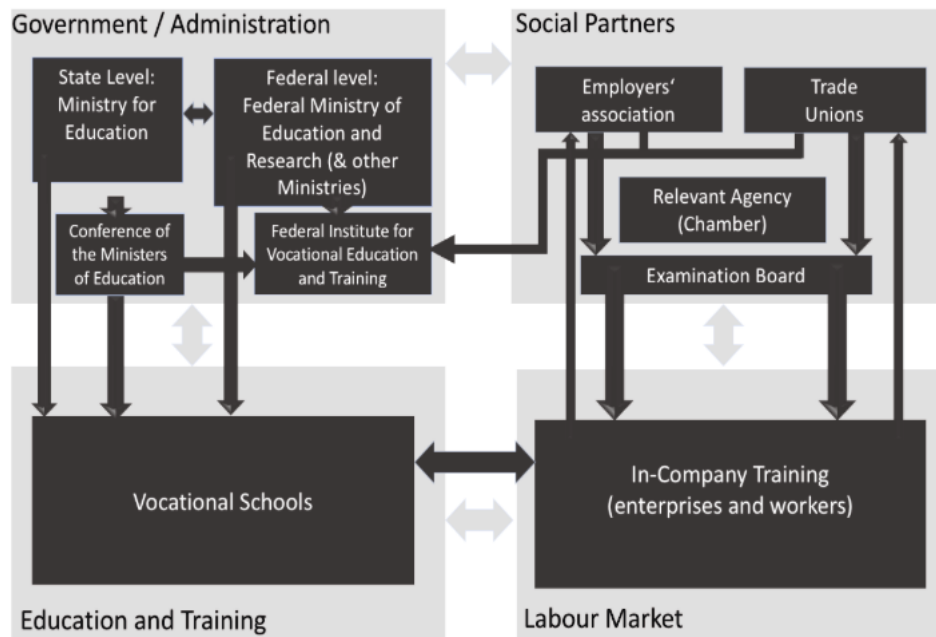 Government / Administration
State Level:
Ministry for
Education
Federal level:
Federal Ministry of
Education and
Research (& other
Ministries)
Conference of
the Ministers
of Education
Federal Institute for
Vocational Education
and Training
Social Partners
Employers‘
association
Trade
Unions
Relevant Agency
(Chamber)
Examination Board
Vocational Schools
Education and Training
In-Company Training
(enterprises and workers)
Labour Market